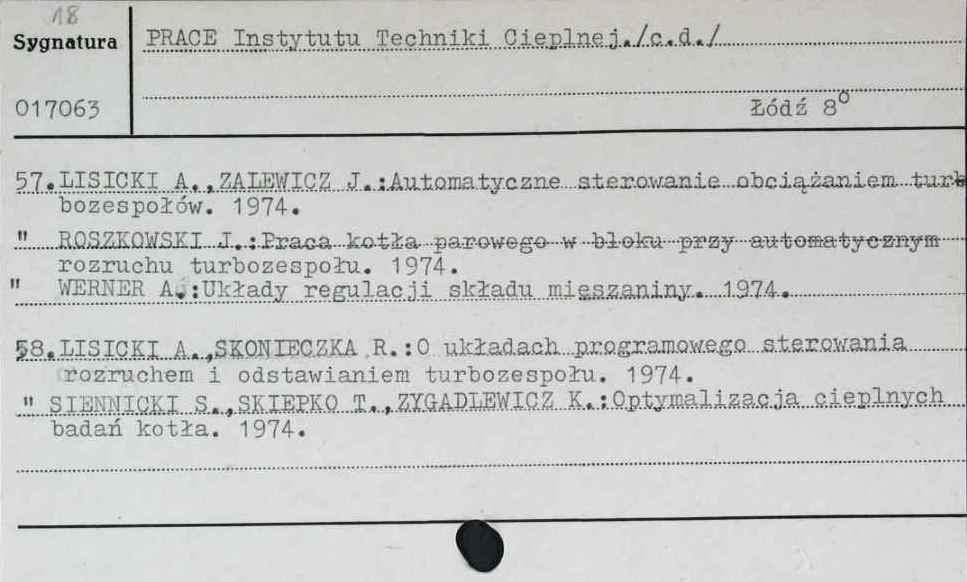 18
Sygnatura
PRACE Instytutu Techniki Cieplnej./c.d./
017063
Łódź 8°
57.LISICKI A.,ZALEWICZ J.:Automatyczne sterowanie obciążaniem turb
bozespołów. 1974.
" ROSZKOWSKI J.:Praca kotła parowego w bloku przy automatycznym
rozruchu turbozespołu. 1974.
" WERNER A.:Układy regulacji składu mieszaniny. 1974.
58.LISICKI A.,SKONIECZKA R.:O układach programowego sterowania
rozruchem i odstawianiem turbozespołu. 1974.
" SIENNICKI S.,SKIEPKO T.,ZYGADLEWICZ K.:Optymalizacja cieplnych
badań kotła. 1974.